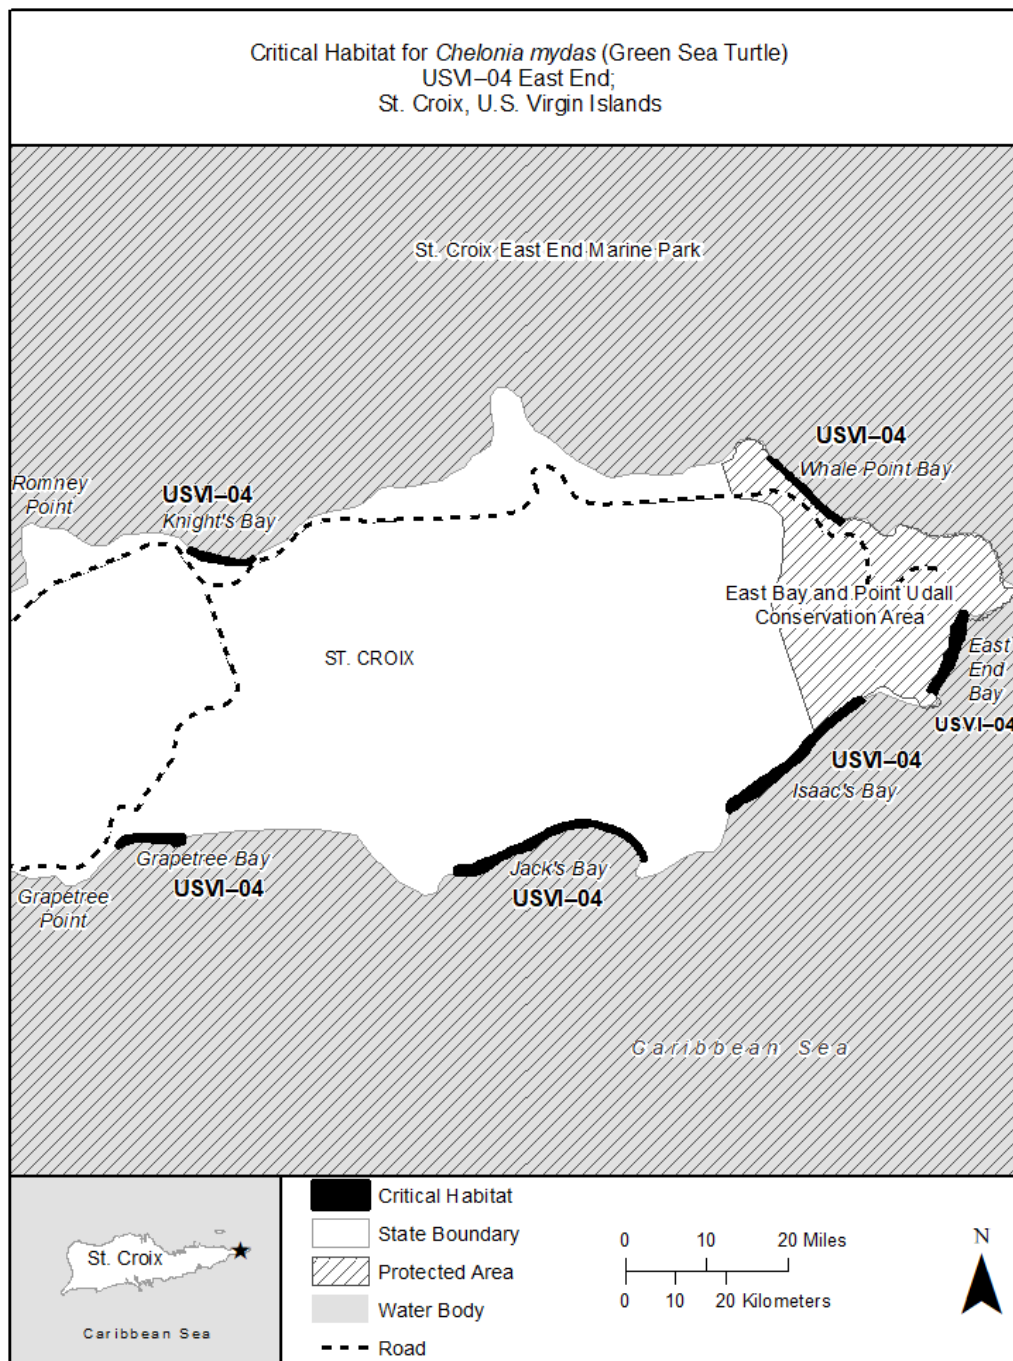 Critical Habitat for Chelonia mydas (Green Sea Turtle)
USVI–04 East End;
St. Croix, U.S. Virgin Islands
St. Croix East End Marine Park
USVI–04
Whale Point Bay
Romney
Point
USVI–04
Knight's Bay
East Bay and Point Udall
Conservation Area
ST. CROIX
East
End
Bay
USVI–04
USVI–04
Isaac's Bay
Grapetree Bay
USVI–04
Jack's Bay
USVI–04
Grapetree
Point
Caribbean Sea
St. Croix
Caribbean Sea
Critical Habitat
State Boundary
Protected Area
Water Body
Road
0 10 20 Miles
0 10 20 Kilometers
N